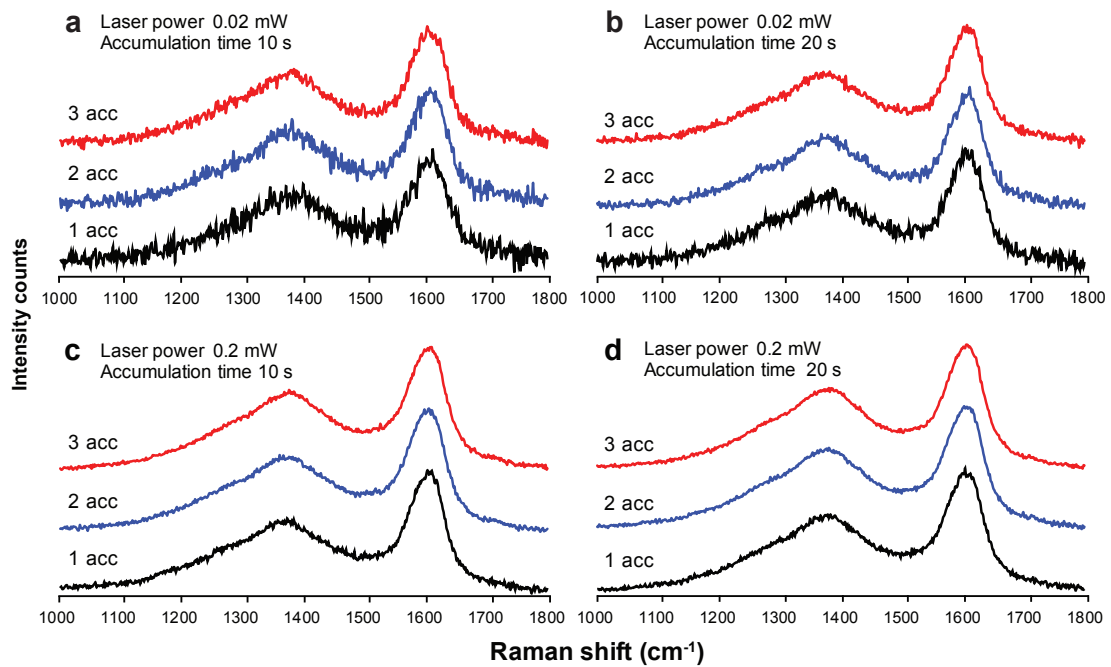 a Laser power 0.02 mW
Accumulation time 10 s
3 acc
2 acc
1 acc
1000 1100 1200 1300 1400 1500 1600 1700 1800
b Laser power 0.02 mW
Accumulation time 20 s
3 acc
2 acc
1 acc
1000 1100 1200 1300 1400 1500 1600 1700 1800
Intensity counts
c Laser power 0.2 mW
Accumulation time 10 s
3 acc
2 acc
1 acc
1000 1100 1200 1300 1400 1500 1600 1700 1800
d Laser power 0.2 mW
Accumulation time 20 s
3 acc
2 acc
1 acc
1000 1100 1200 1300 1400 1500 1600 1700 1800
Raman shift (cm⁻¹)